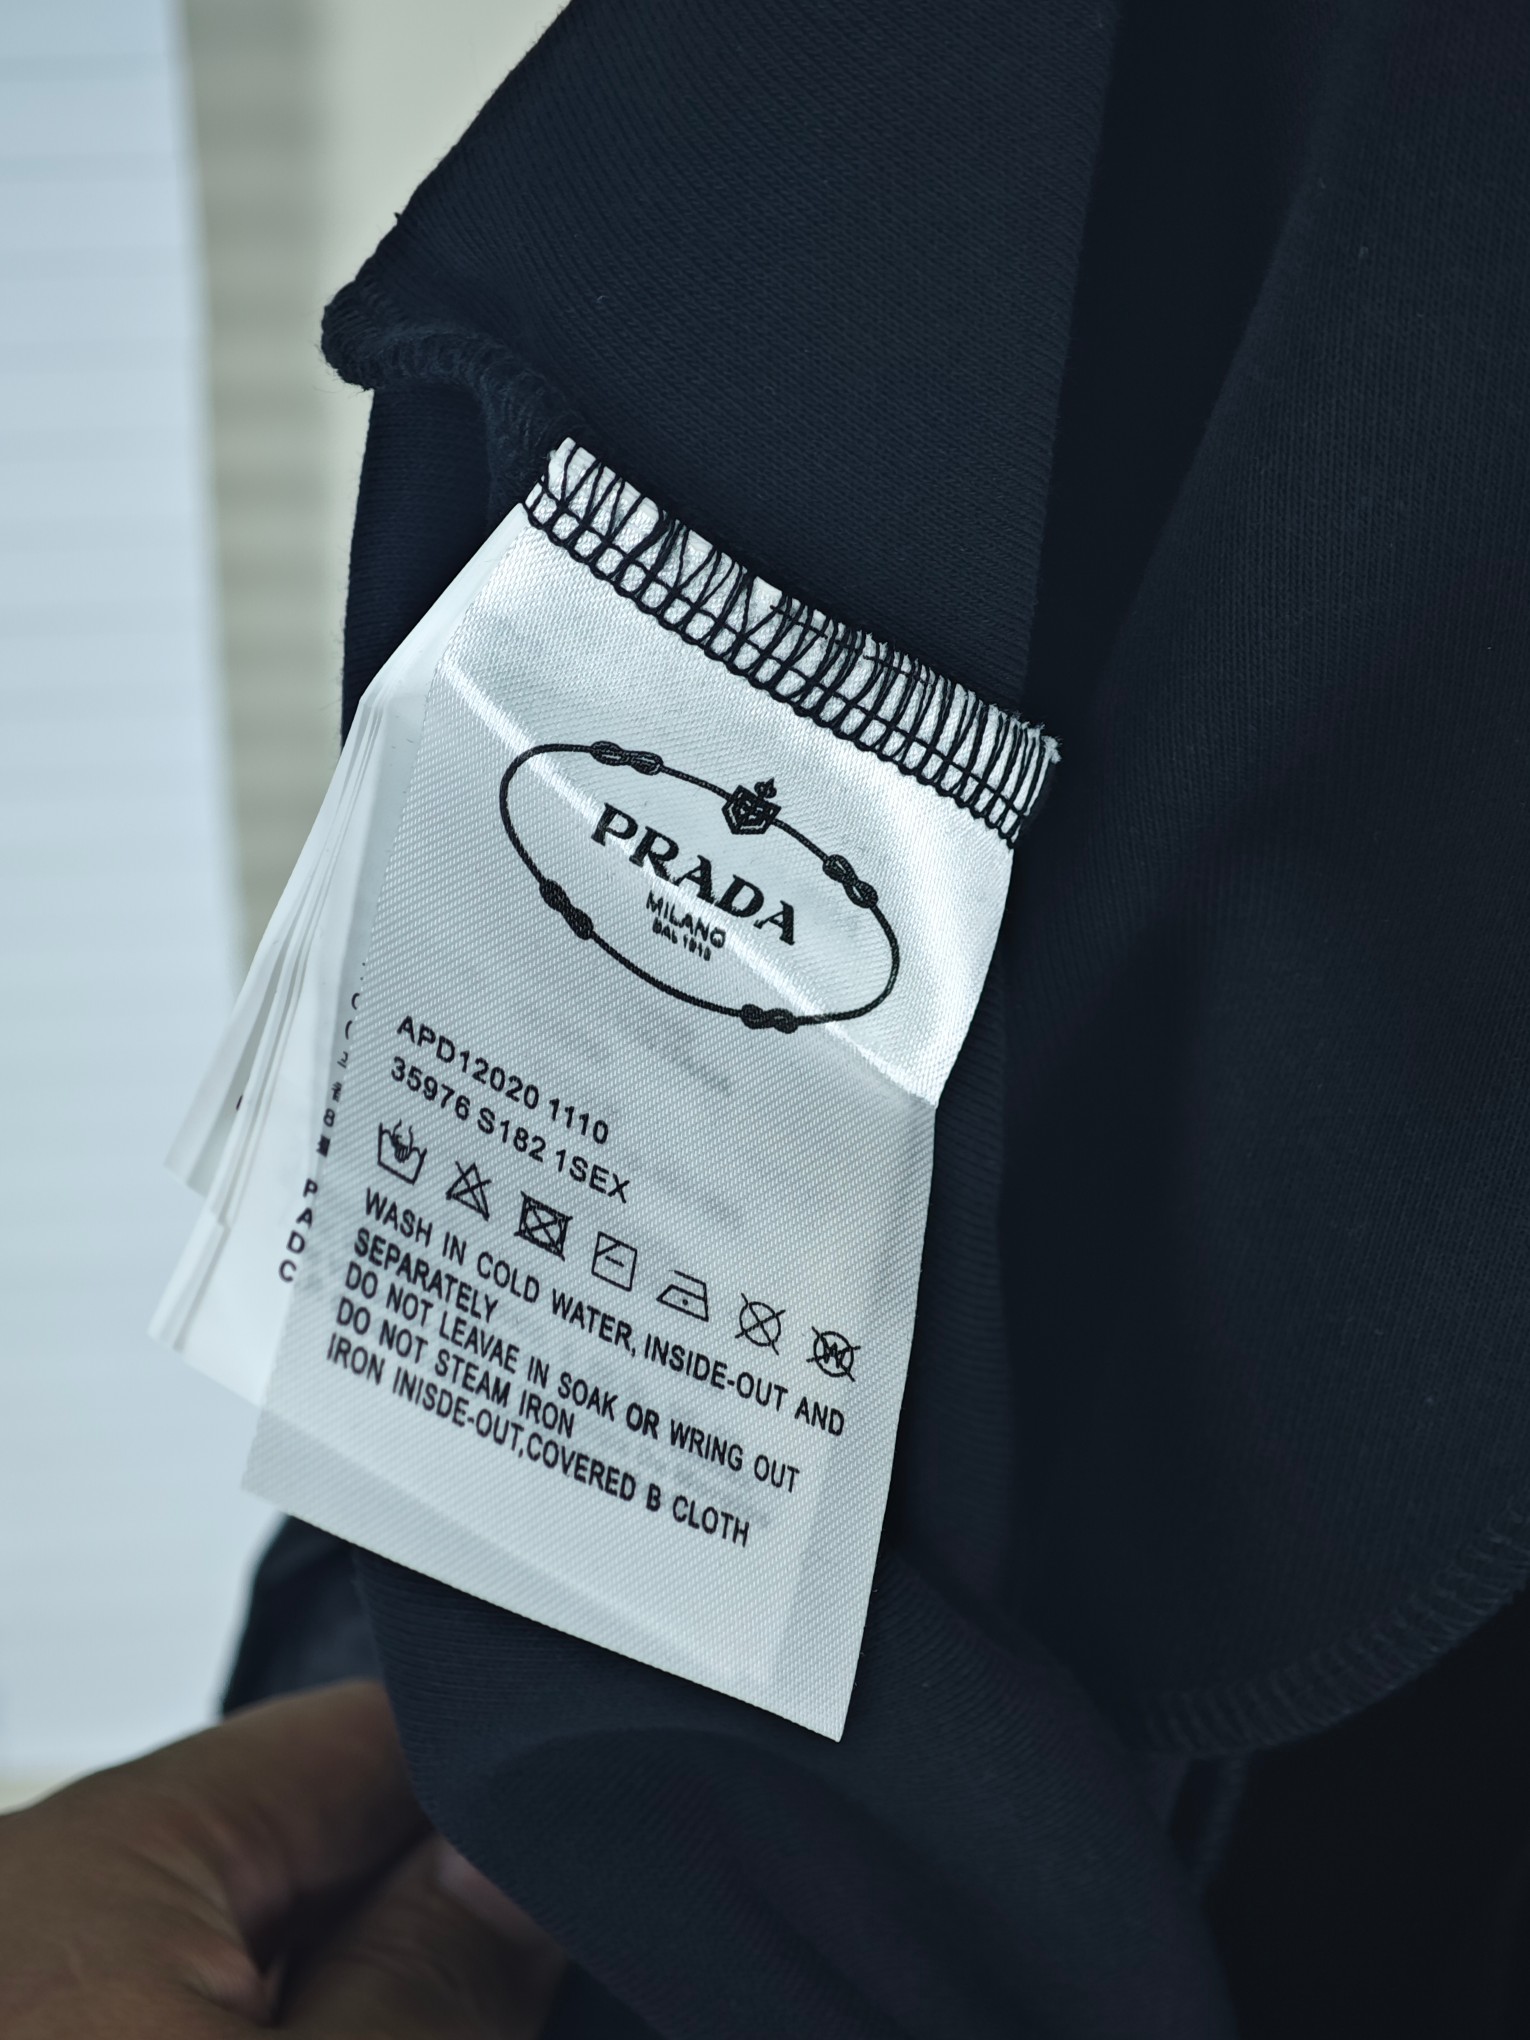 PRADA
MILANO
DAL 1913
APD12020 1110
35976 S182 1SEX
W
WASH IN COLD WATER, INSIDE-OUT AND
SEPARATELY
DO NOT LEAVAE IN SOAK OR WRING OUT
DO NOT STEAM IRON
IRON INISDE-OUT,COVERED B CLOTH
P
A
D
C